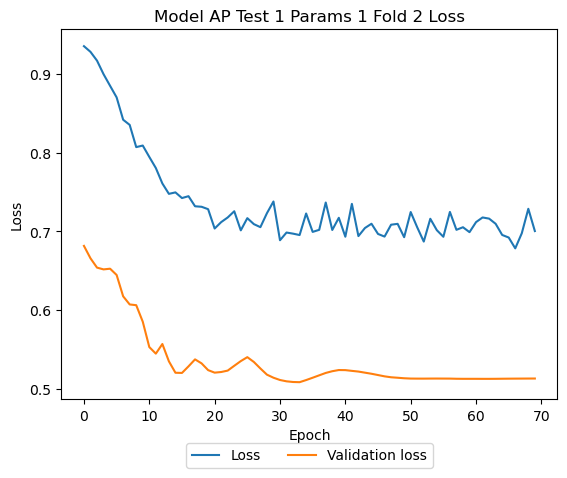 Model AP Test 1 Params 1 Fold 2 Loss
Loss
0.9
0.8
0.7
0.6
0.5
0 10 20 30 40 50 60 70
Epoch
Loss Validation loss